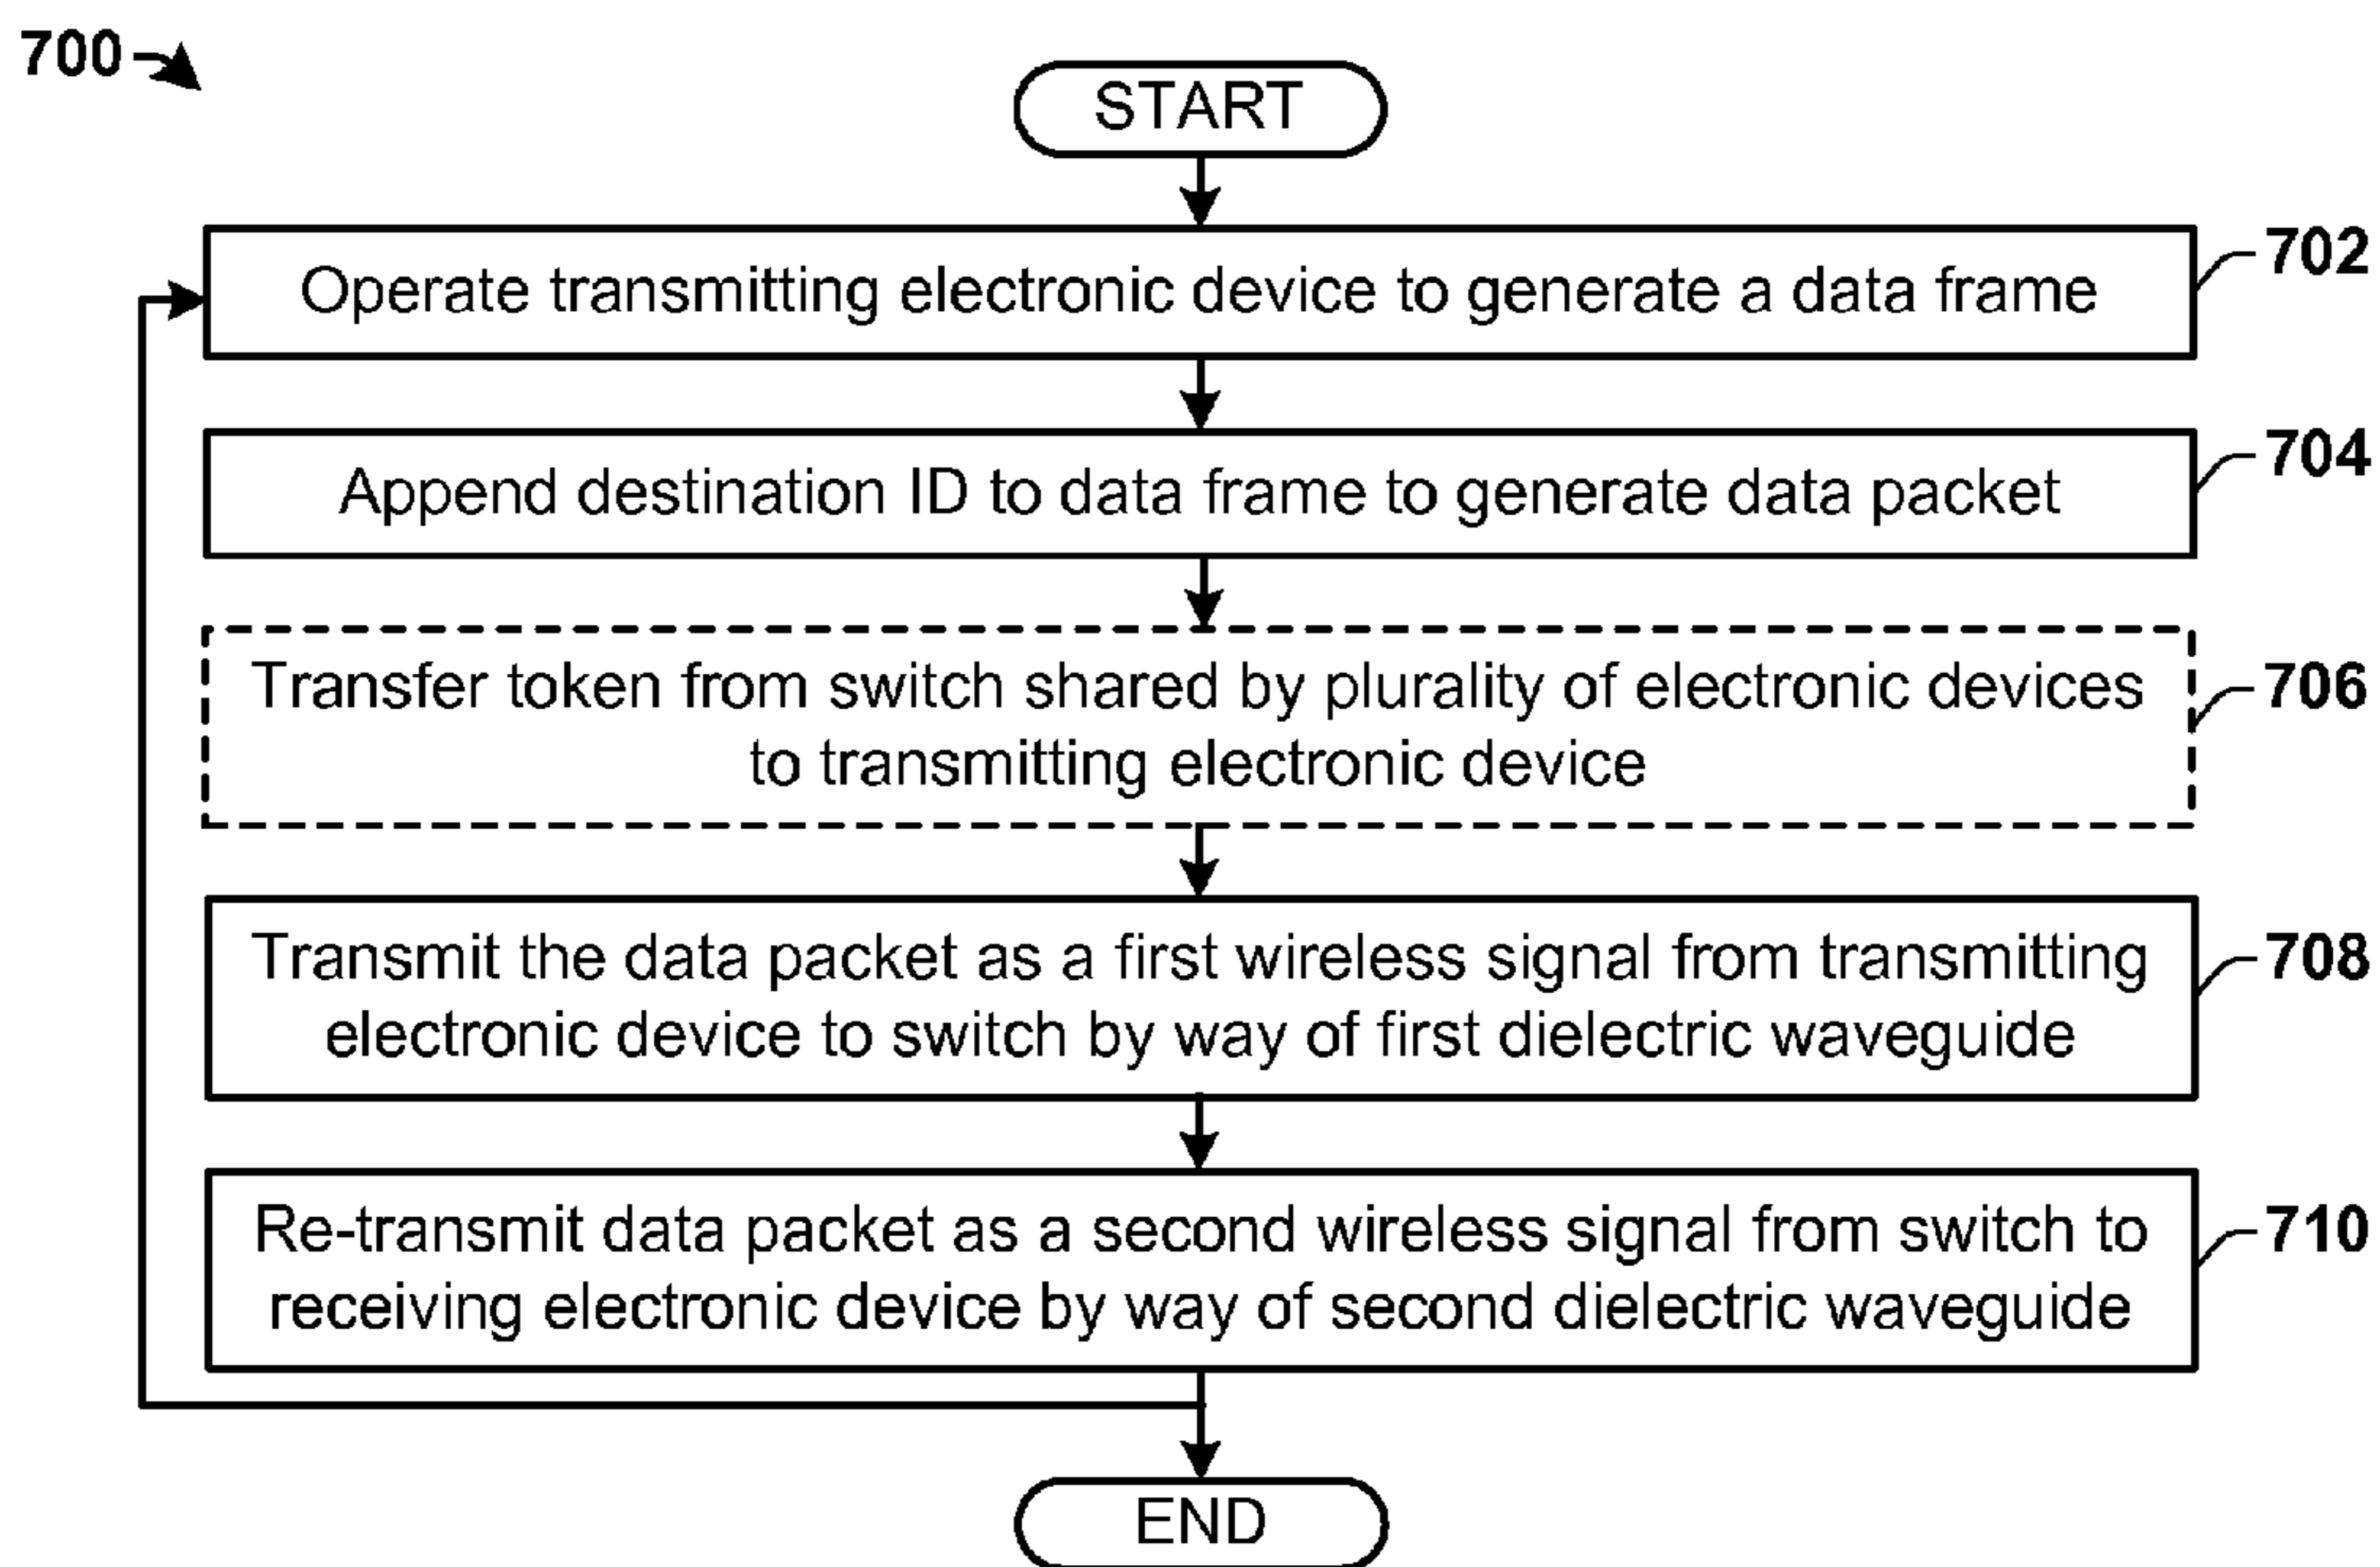 700
START
Operate transmitting electronic device to generate a data frame
702
Append destination ID to data frame to generate data packet
704
Transfer token from switch shared by plurality of electronic devices
to transmitting electronic device
706
Transmit the data packet as a first wireless signal from transmitting
electronic device to switch by way of first dielectric waveguide
708
Re-transmit data packet as a second wireless signal from switch to
receiving electronic device by way of second dielectric waveguide
710
END